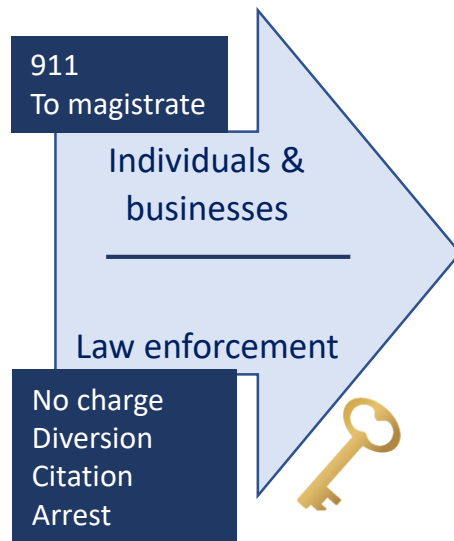 911
To magistrate
Individuals &
businesses
Law enforcement
No charge
Diversion
Citation
Arrest